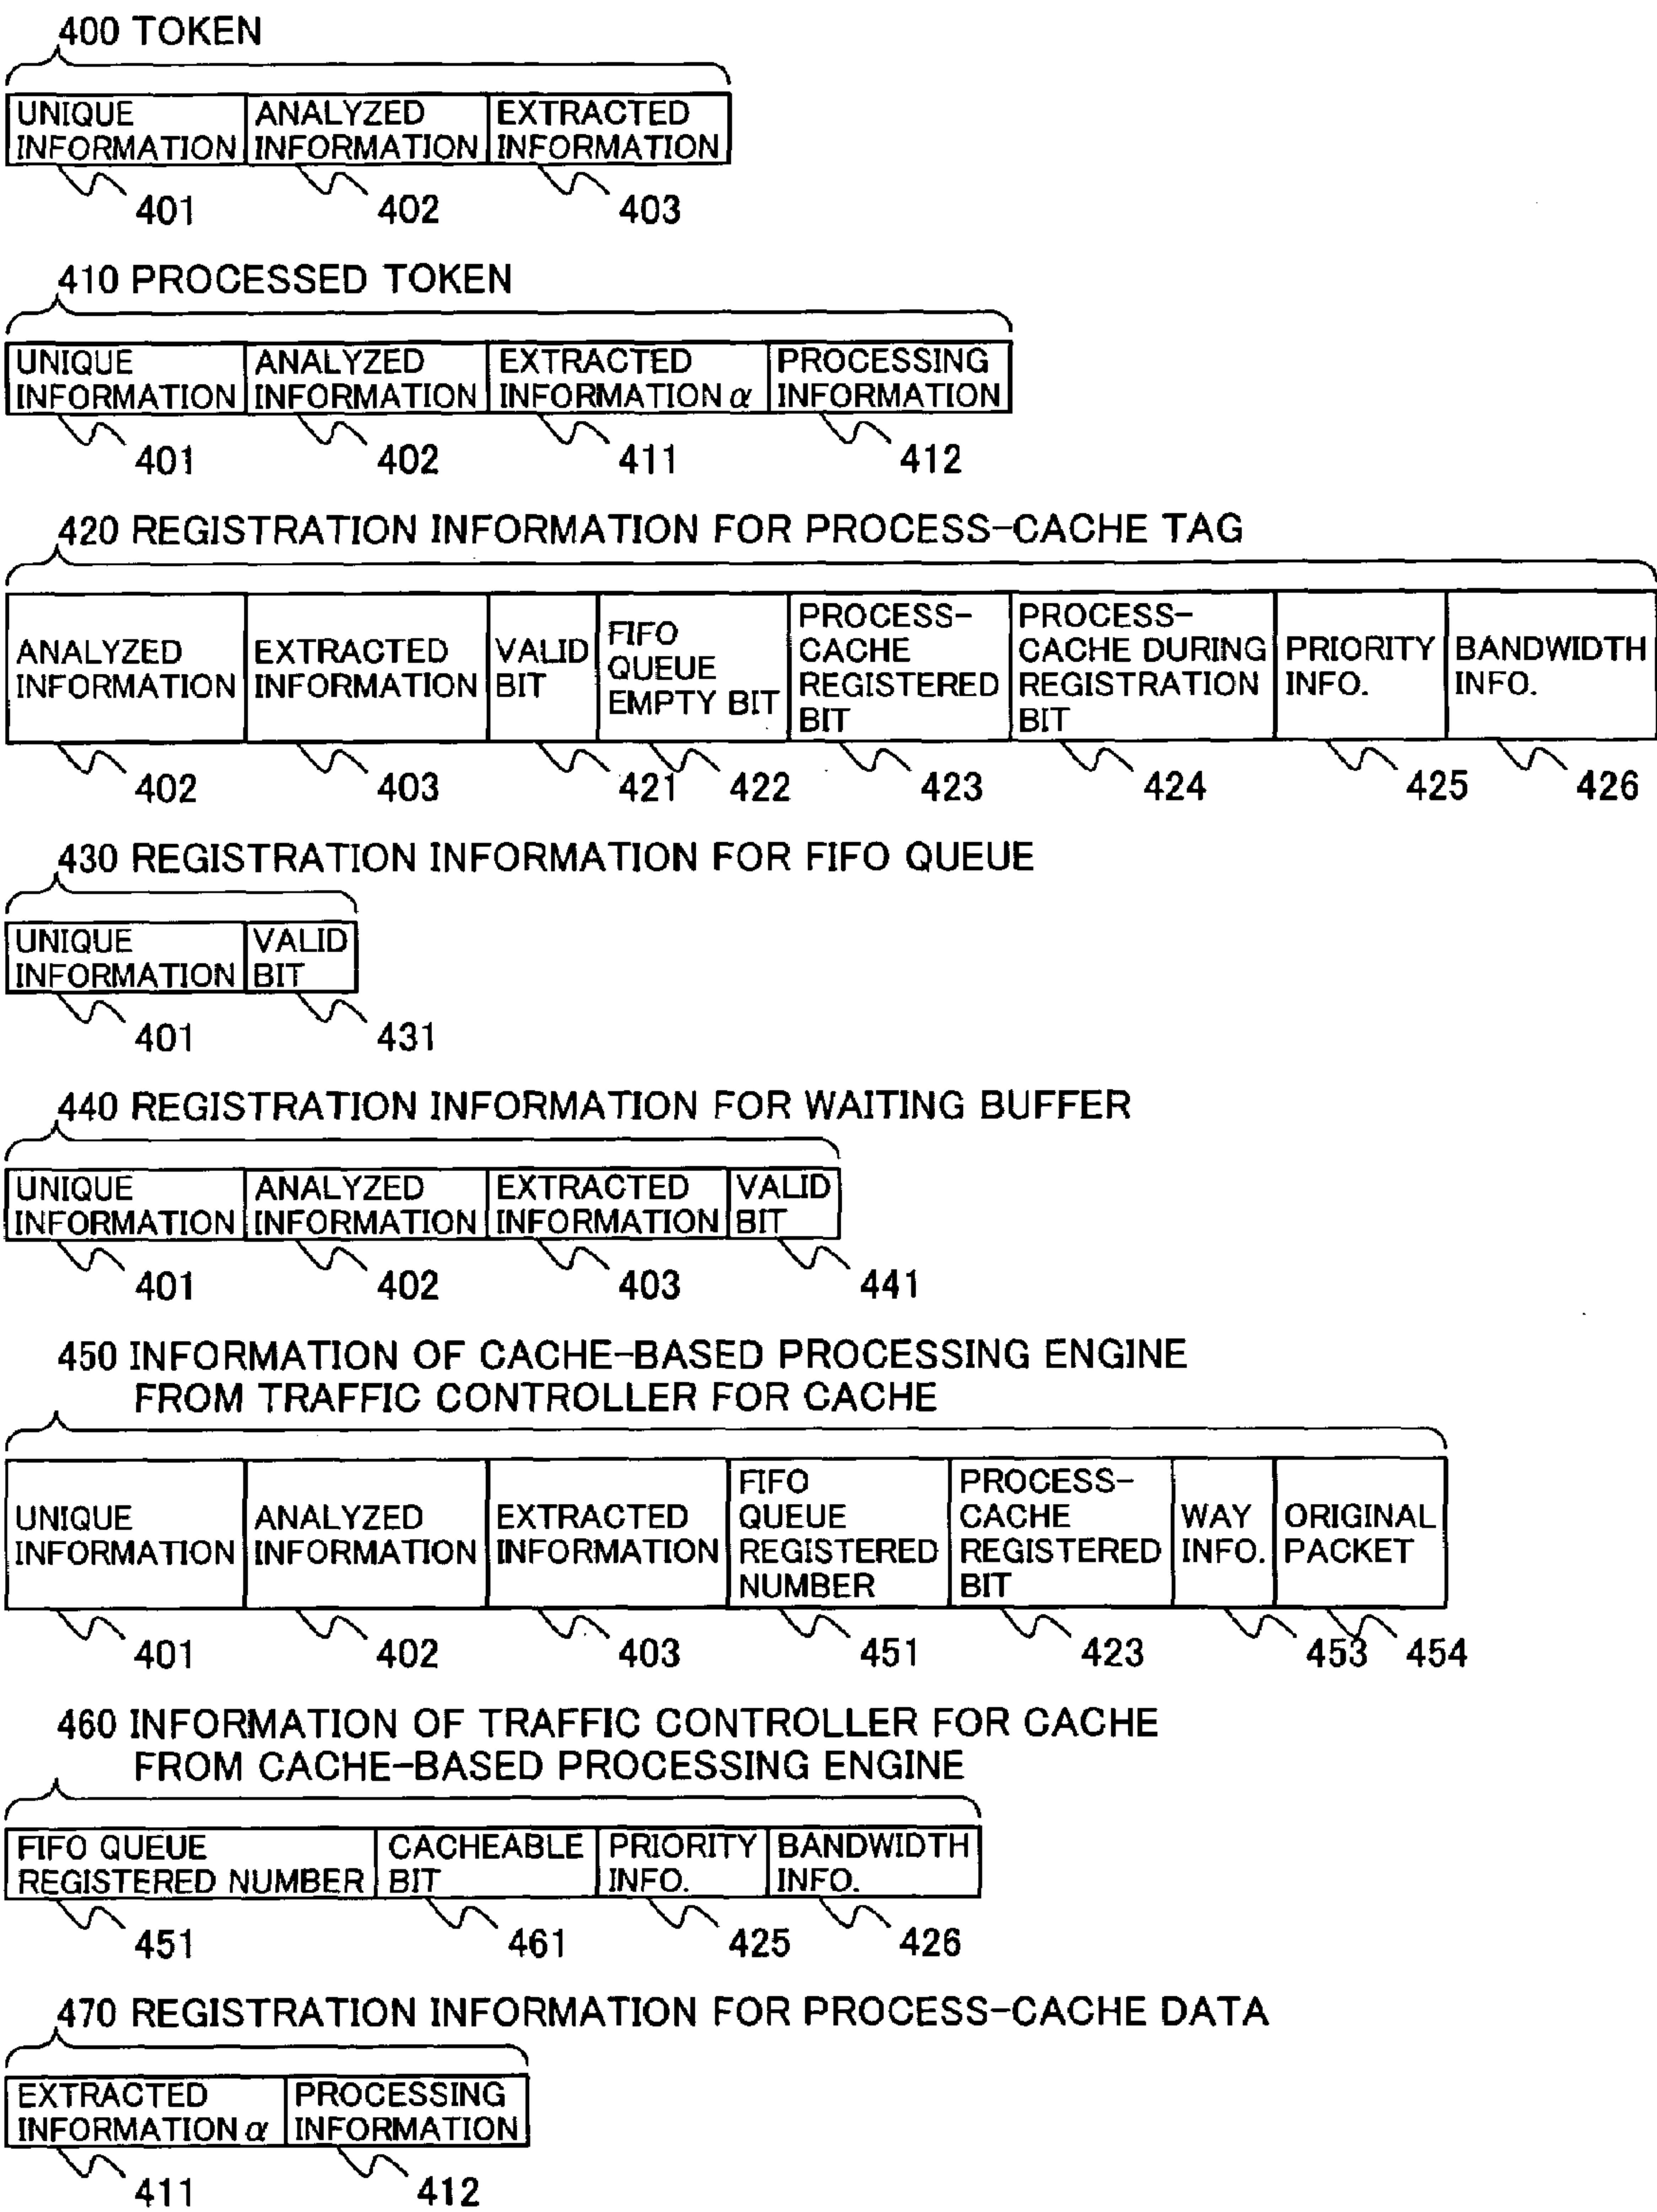 400 TOKEN
UNIQUE INFORMATION
ANALYZED INFORMATION
EXTRACTED INFORMATION
401 402 403
410 PROCESSED TOKEN
UNIQUE INFORMATION
ANALYZED INFORMATION
EXTRACTED INFORMATION α
PROCESSING INFORMATION
401 402 411 412
420 REGISTRATION INFORMATION FOR PROCESS-CACHE TAG
ANALYZED INFORMATION
EXTRACTED INFORMATION
VALID BIT
FIFO QUEUE EMPTY BIT
PROCESS-CACHE REGISTERED BIT
PROCESS-CACHE DURING REGISTRATION BIT
PRIORITY INFO.
BANDWIDTH INFO.
402 403 421 422 423 424 425 426
430 REGISTRATION INFORMATION FOR FIFO QUEUE
UNIQUE INFORMATION
VALID BIT
401 431
440 REGISTRATION INFORMATION FOR WAITING BUFFER
UNIQUE INFORMATION
ANALYZED INFORMATION
EXTRACTED INFORMATION
VALID BIT
401 402 403 441
450 INFORMATION OF CACHE-BASED PROCESSING ENGINE
FROM TRAFFIC CONTROLLER FOR CACHE
UNIQUE INFORMATION
ANALYZED INFORMATION
EXTRACTED INFORMATION
FIFO QUEUE REGISTERED NUMBER
PROCESS-CACHE REGISTERED BIT
WAY INFO.
ORIGINAL PACKET
401 402 403 451 423 453 454
460 INFORMATION OF TRAFFIC CONTROLLER FOR CACHE
FROM CACHE-BASED PROCESSING ENGINE
FIFO QUEUE REGISTERED NUMBER
CACHEABLE BIT
PRIORITY INFO.
BANDWIDTH INFO.
451 461 425 426
470 REGISTRATION INFORMATION FOR PROCESS-CACHE DATA
EXTRACTED INFORMATION α
PROCESSING INFORMATION
411 412